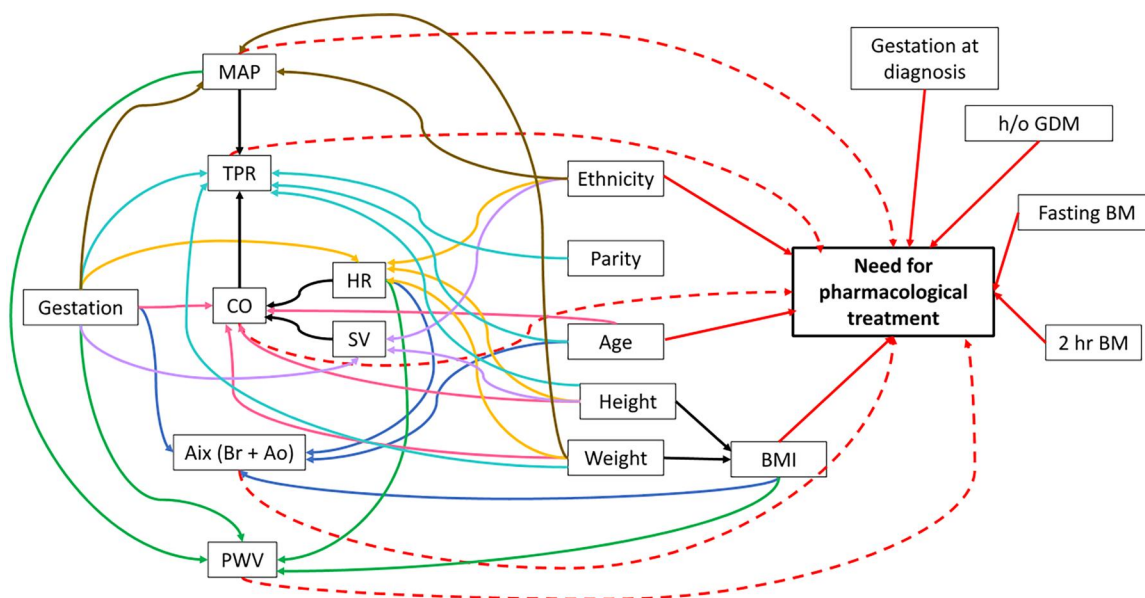 MAP
Gestation at
diagnosis
h/o GDM
TPR
Ethnicity
Fasting BM
Parity
Need for
pharmacological
treatment
HR
Gestation
CO
SV
Age
2 hr BM
Height
Aix (Br + Ao)
Weight
BMI
PWV